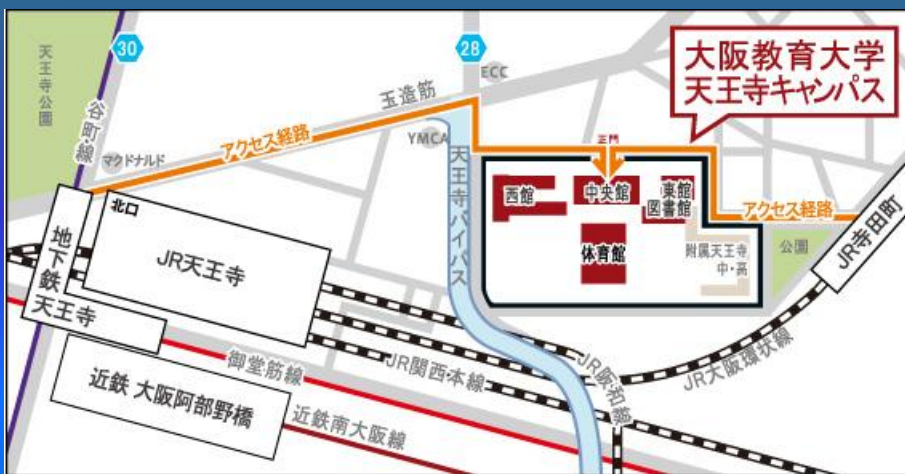 天王寺公園
30
谷町線
28
ECC
玉造筋
YMCA
アクセス経路
マクドナルド
大阪教育大学
天王寺キャンパス
正門
西館
中央館
東館
図書館
体育館
附属天王寺
中・高
アクセス経路
公園
JR寺田町
天王寺バイパス
北口
JR天王寺
地下鉄
天王寺
御堂筋線
JR関西本線
JR阪和線
JR大阪環状線
近鉄 大阪阿部野橋
近鉄南大阪線